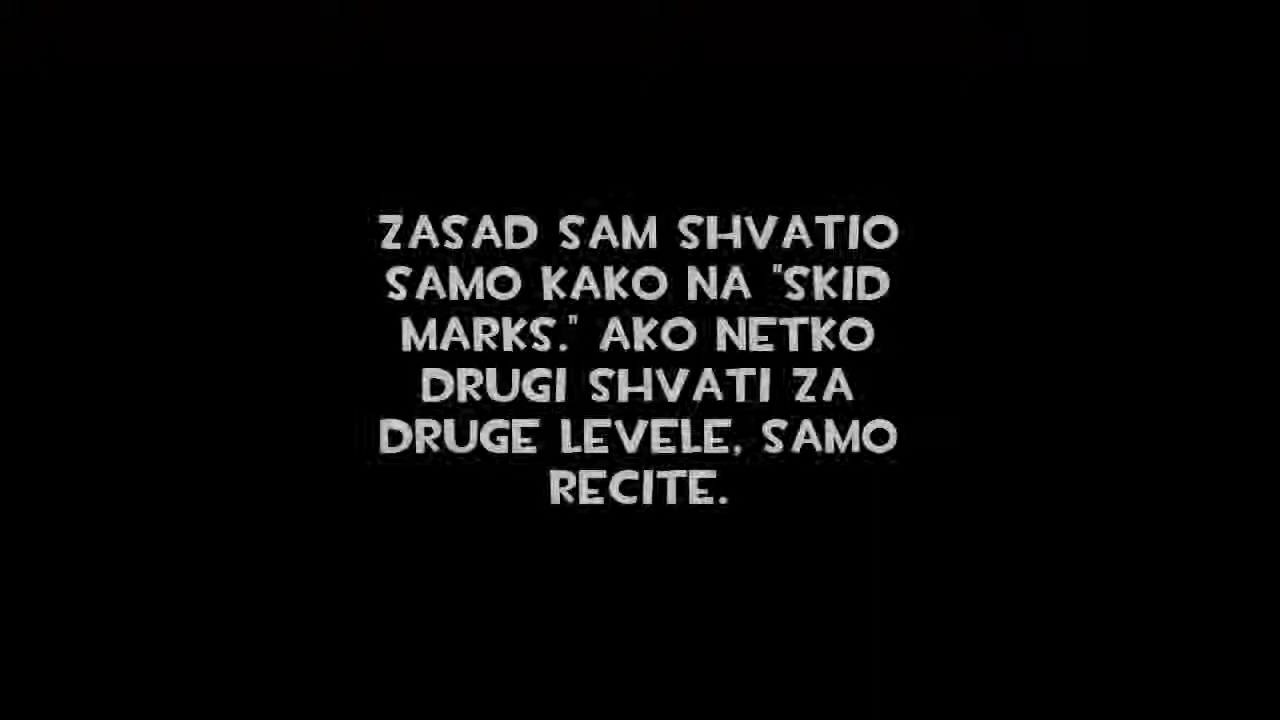 ZASAD SAM SHVATIO
SAMO KAKO NA "SKID
MARKS." AKO NETKO
DRUGI SHVATI ZA
DRUGE LEVELE, SAMO
RECITE.